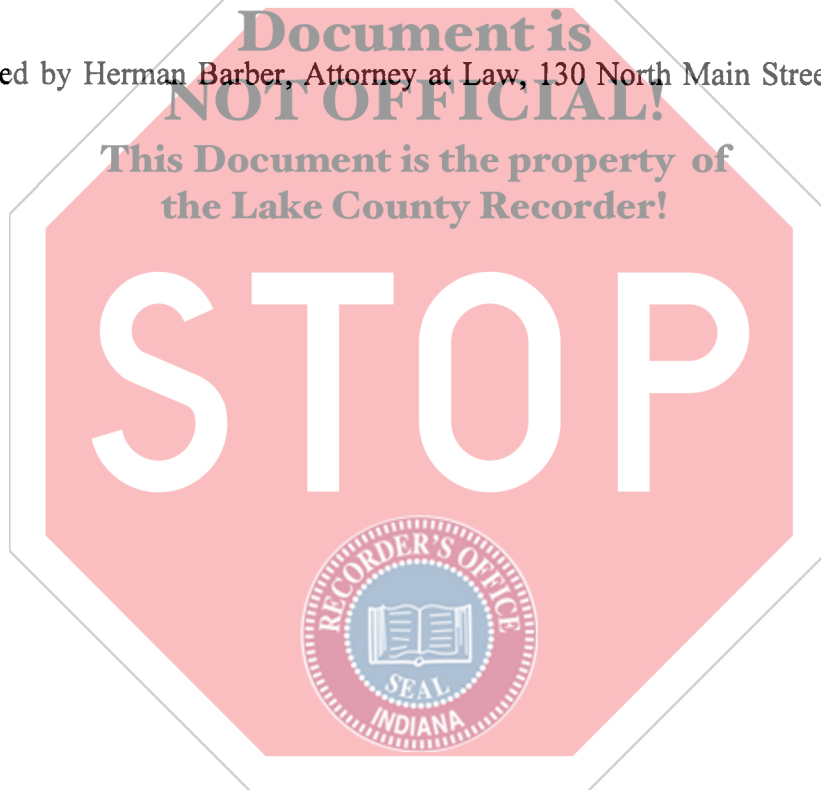 Document is
ed by Herman Barber, Attorney at Law, 130 North Main Stree
NOT OFFICIAL!
This Document is the property of
the Lake County Recorder!
STOP
RECORDER'S OFFICE
SEAL
INDIANA